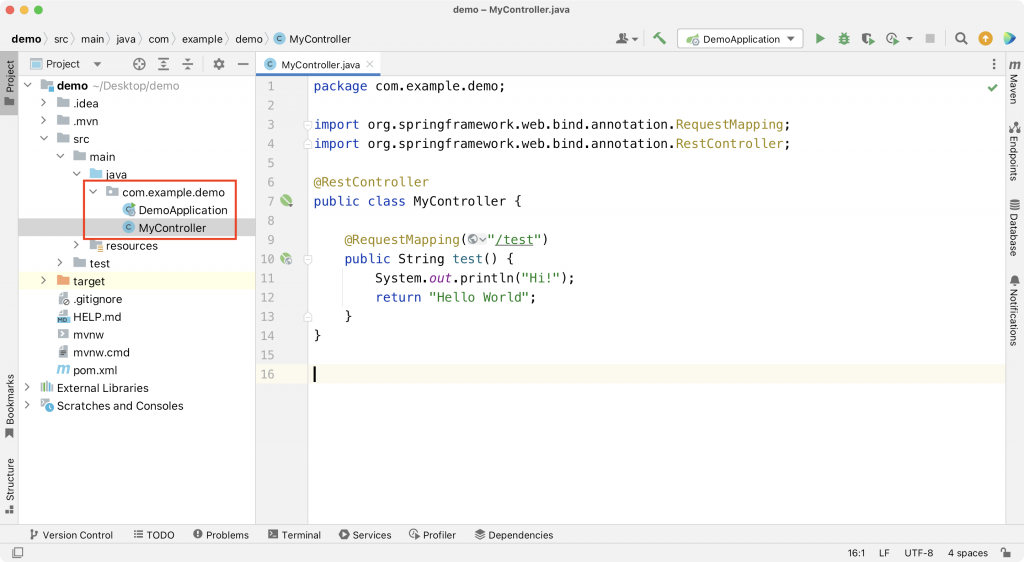 demo – MyController.java
demo src main java com example demo MyController
DemoApplication
Project
Project
MyController.java
demo ~/Desktop/demo
.idea
.mvn
src
main
java
com.example.demo
DemoApplication
MyController
resources
test
target
.gitignore
HELP.md
mvnw
mvnw.cmd
pom.xml
External Libraries
Scratches and Consoles
1 package com.example.demo;
2
3 import org.springframework.web.bind.annotation.RequestMapping;
4 import org.springframework.web.bind.annotation.RestController;
5
6 @RestController
7 public class MyController {
8
9 @RequestMapping("/test")
10 public String test() {
11 System.out.println("Hi!");
12 return "Hello World";
13 }
14 }
15
16
Maven
Endpoints
Database
Notifications
Bookmarks
Structure
Version Control TODO Problems Terminal Services Profiler Dependencies
16:1 LF UTF-8 4 spaces